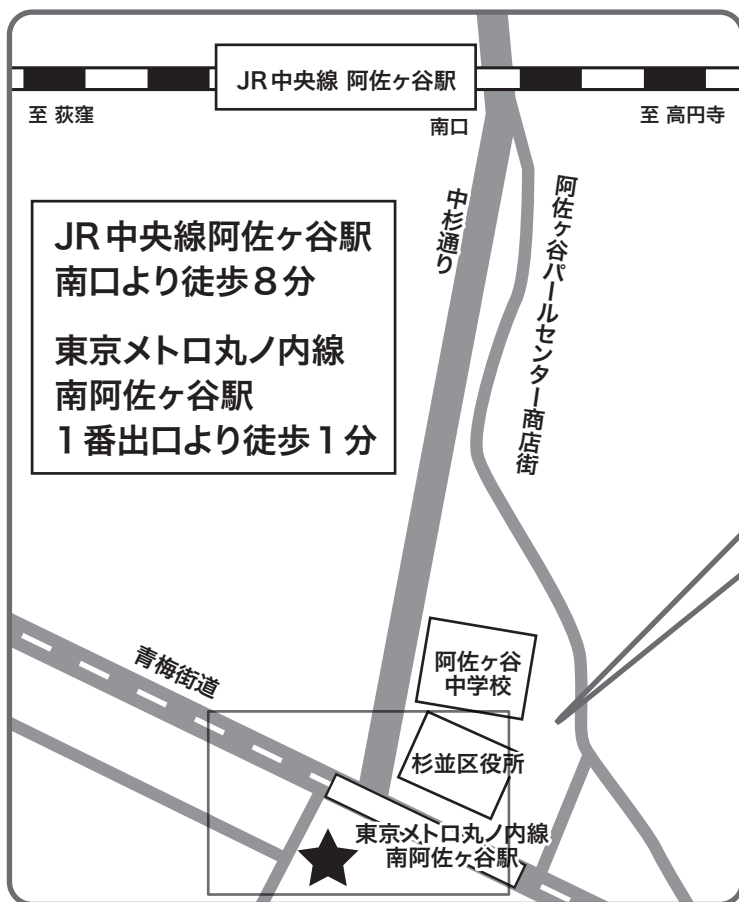 JR中央線 阿佐ヶ谷駅
至 荻窪
南口
至 高円寺
中杉通り
阿佐ヶ谷パールセンター商店街
JR中央線阿佐ヶ谷駅
南口より徒歩8分
東京メトロ丸ノ内線
南阿佐ヶ谷駅
1番出口より徒歩1分
青梅街道
阿佐ヶ谷
中学校
杉並区役所
東京メトロ丸ノ内線
南阿佐ヶ谷駅